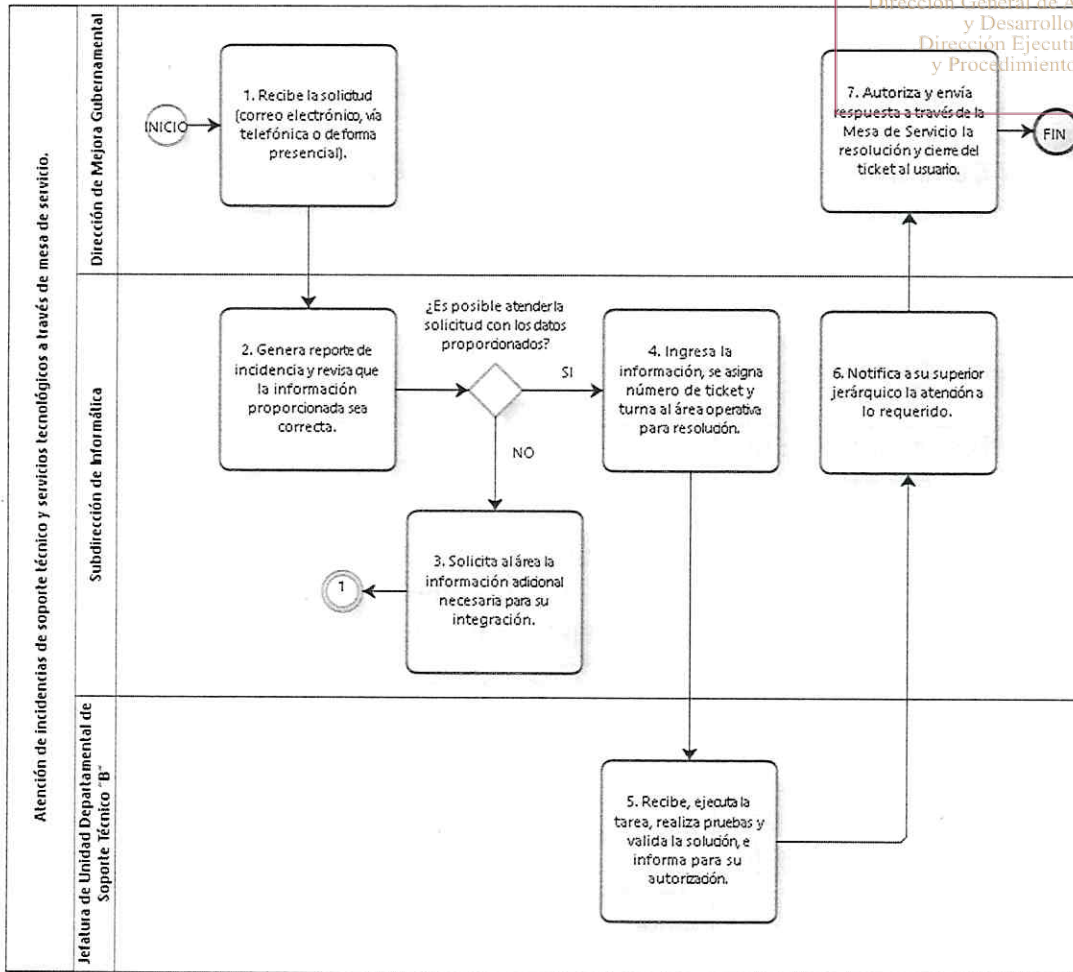 Dirección General de A
y Desarrollo
Dirección Ejecuti
y Procedimiento
Atención de incidencias de soporte técnico y servicios tecnológicos a través de mesa de servicio.
Dirección de Mejora Gubernamental
INICIO
1. Recibe la solicitud
(correo electrónico, vía
telefónica o de forma
presencial).
7. Autoriza y envía
respuesta a través de la
Mesa de Servicio la
resolución y cierre del
ticket al usuario.
FIN
Subdirección de Informática
2. Genera reporte de
incidencia y revisa que
la información
proporcionada sea
correcta.
¿Es posible atender la
solicitud con los datos
proporcionados?
SI
NO
4. Ingresa la
información, se asigna
número de ticket y
turna al área operativa
para resolución.
6. Notifica a su superior
jerárquico la atención a
lo requerido.
3. Solicita al área la
información adicional
necesaria para su
integración.
1
Jefatura de Unidad Departamental de
Soporte Técnico "B"
5. Recibe, ejecuta la
tarea, realiza pruebas y
valida la solución, e
informa para su
autorización.